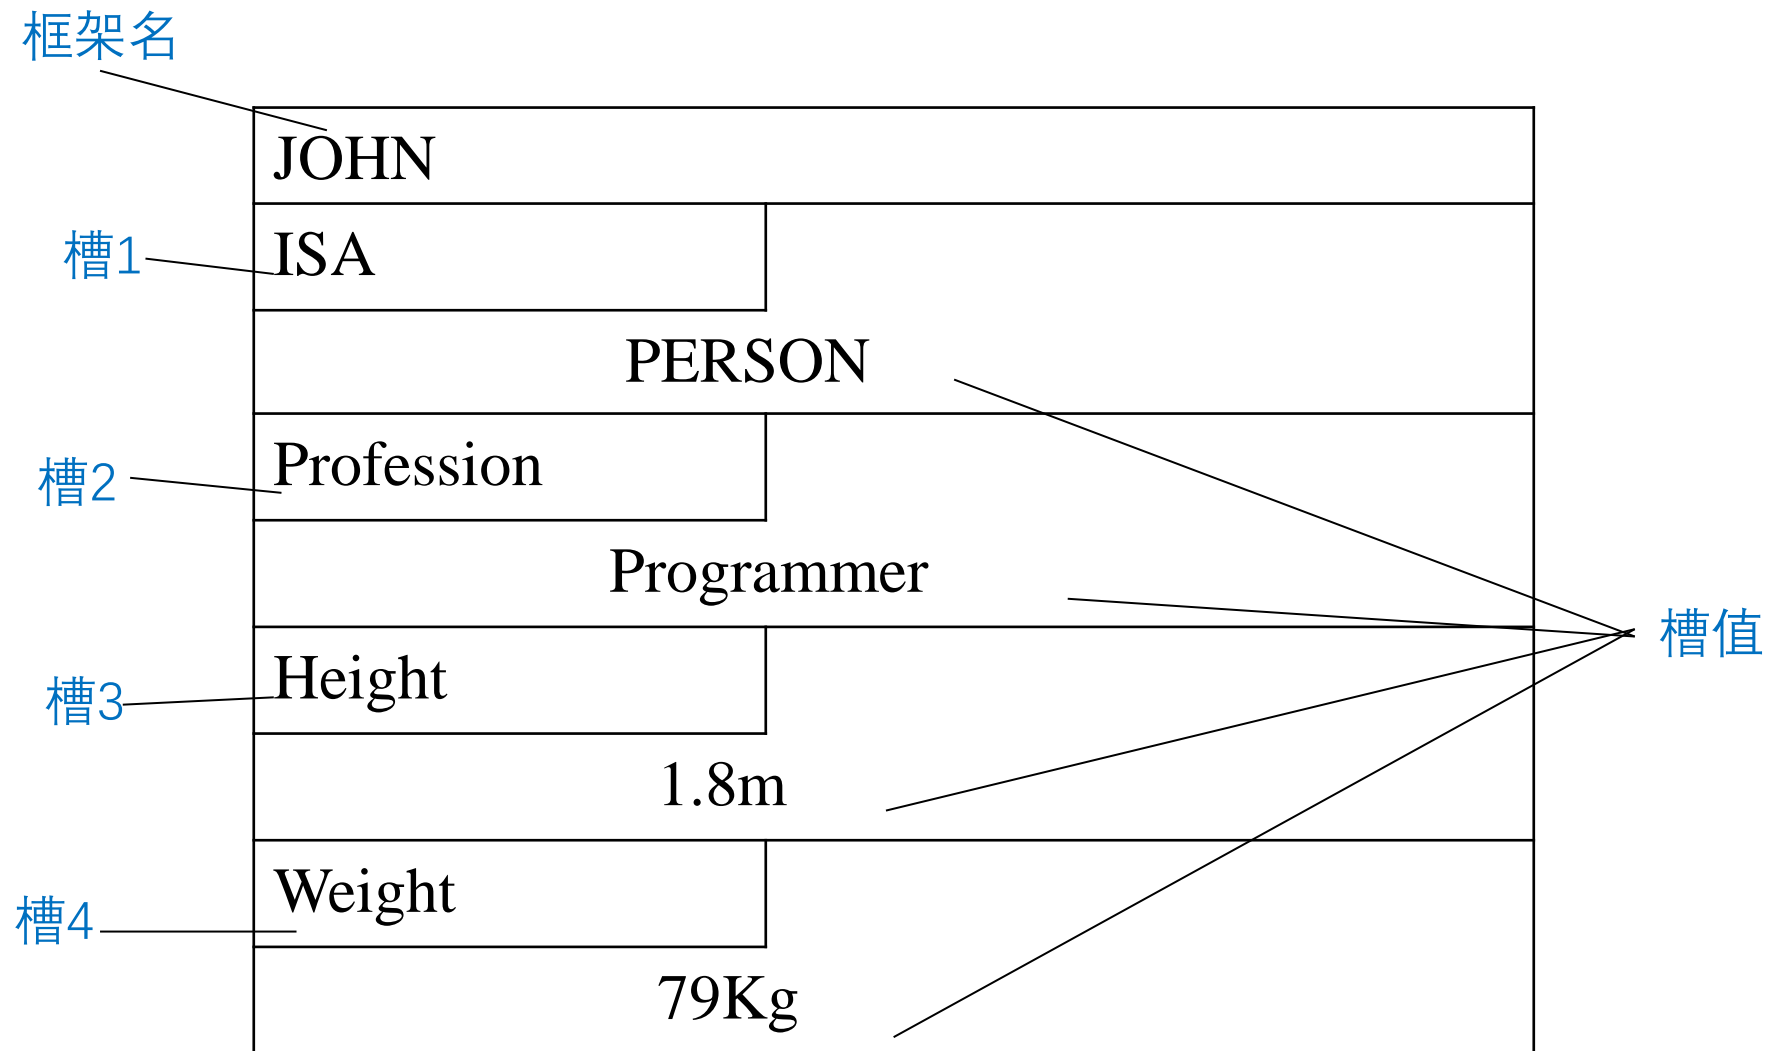 框架名
JOHN
槽1
ISA
PERSON
槽2
Profession
Programmer
槽值
槽3
Height
1.8m
槽4
Weight
79Kg